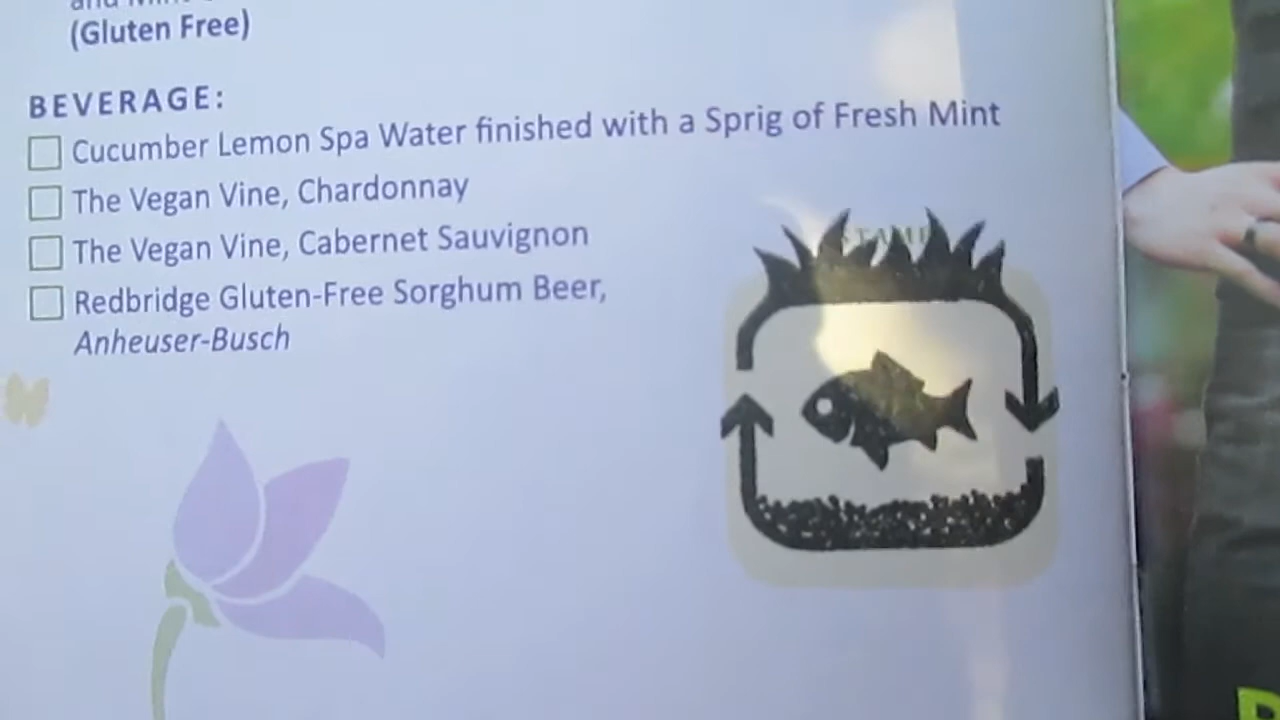 (Gluten Free)
BEVERAGE:
Cucumber Lemon Spa Water finished with a Sprig of Fresh Mint
The Vegan Vine, Chardonnay
The Vegan Vine, Cabernet Sauvignon
STAMP
Redbridge Gluten-Free Sorghum Beer,
Anheuser-Busch